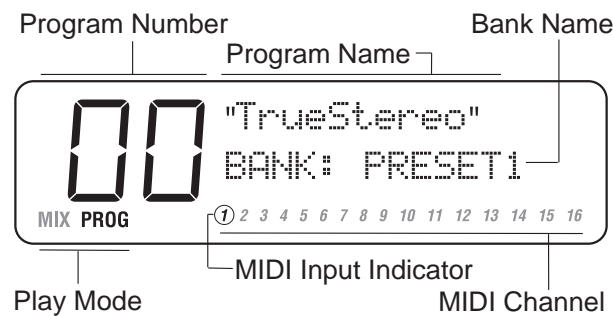 Program Number
Bank Name
Program Name
00
"TrueStereo"
BANK: PRESET1
MIX PROG
1 2 3 4 5 6 7 8 9 10 11 12 13 14 15 16
MIDI Input Indicator
Play Mode
MIDI Channel